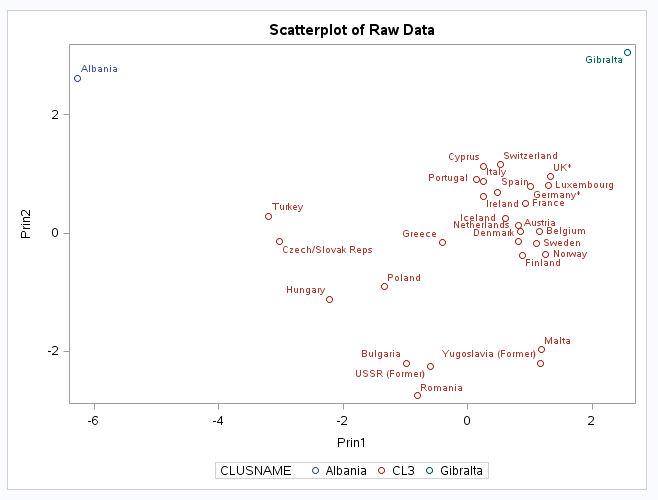 Scatterplot of Raw Data
Albania
Gibralta
2
Cyprus
Switzerland
Italy
UK*
Portugal
Spain
Luxembourg
Germany*
Ireland
France
Turkey
Iceland
Netherlands
Austria
Prin2
0
Greece
Denmark
Belgium
Czech/Slovak Reps
Sweden
Norway
Finland
Poland
Hungary
Malta
-2
Bulgaria
Yugoslavia (Former)
USSR (Former)
Romania
-6
-4
-2
0
2
Prin1
CLUSNAME
Albania
CL3
Gibralta